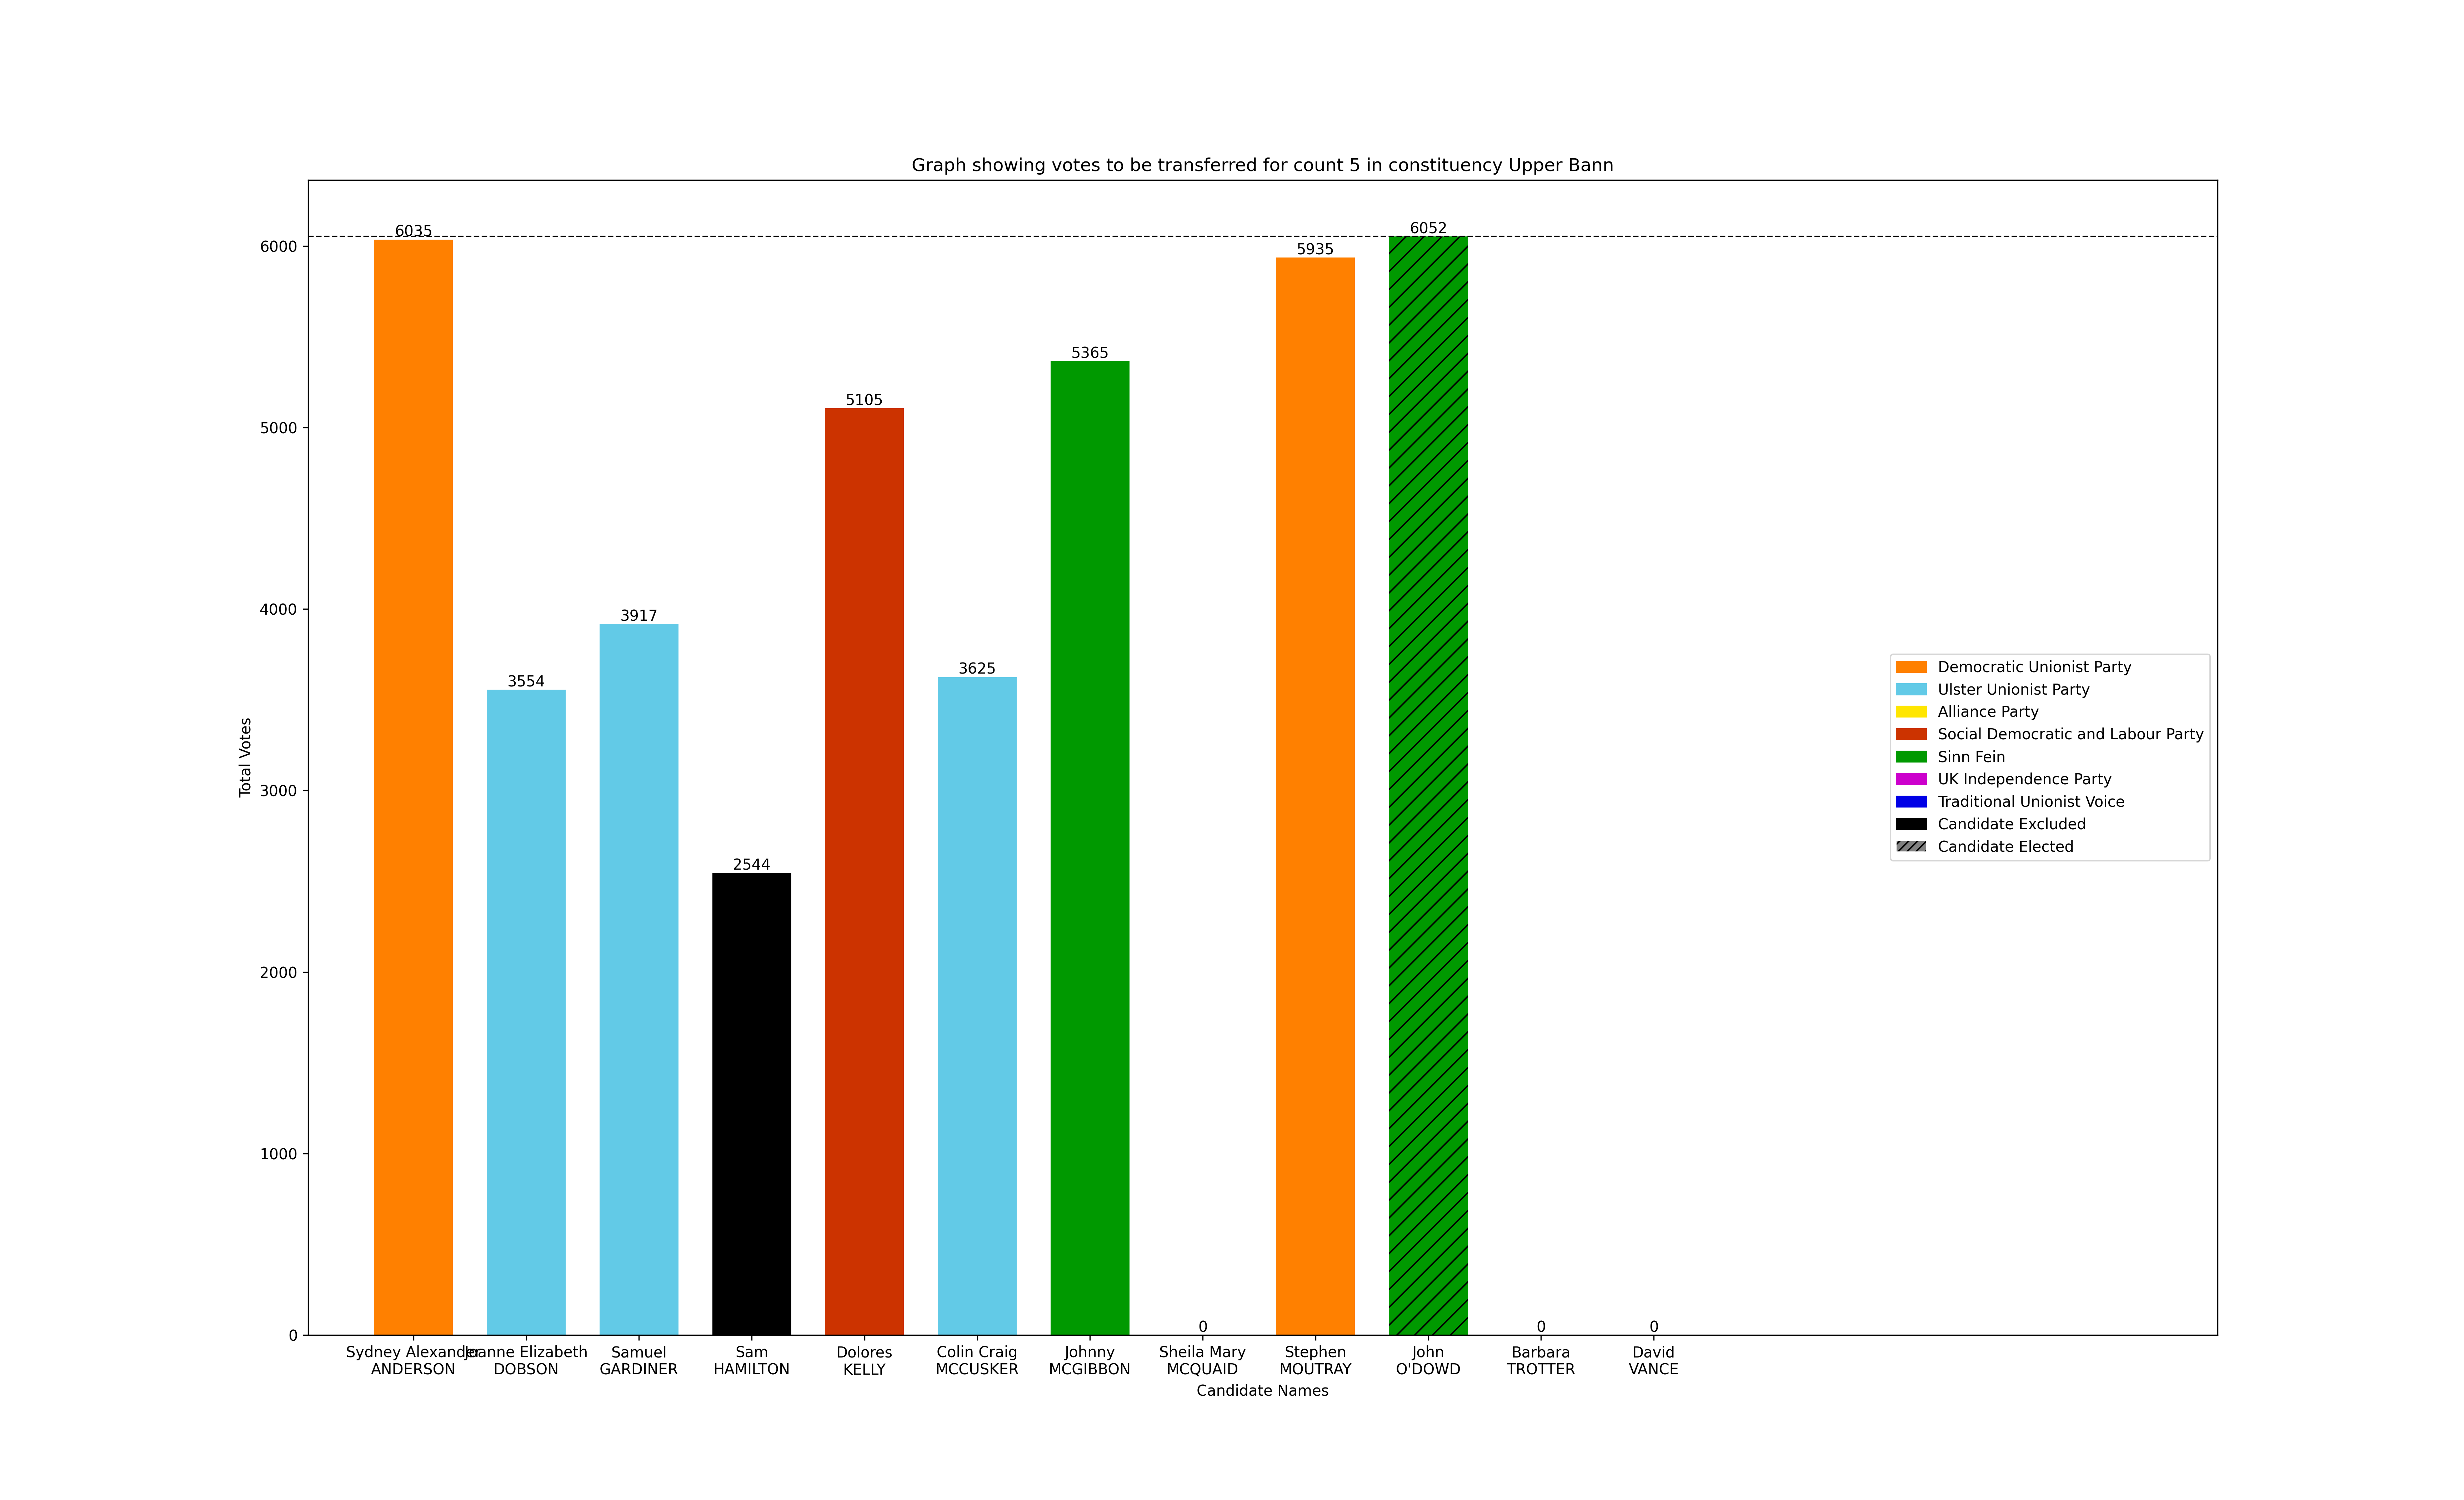 Graph showing votes to be transferred for count 5 in constituency Upper Bann
Total Votes
6000
5000
4000
3000
2000
1000
0
6035
3554
3917
2544
5105
3625
5365
0
5935
6052
0
0
Sydney Alexander
ANDERSON
Joanne Elizabeth
DOBSON
Samuel
GARDINER
Sam
HAMILTON
Dolores
KELLY
Colin Craig
MCCUSKER
Johnny
MCGIBBON
Sheila Mary
MCQUAID
Stephen
MOUTRAY
John
O'DOWD
Barbara
TROTTER
David
VANCE
Candidate Names
Democratic Unionist Party
Ulster Unionist Party
Alliance Party
Social Democratic and Labour Party
Sinn Fein
UK Independence Party
Traditional Unionist Voice
Candidate Excluded
Candidate Elected